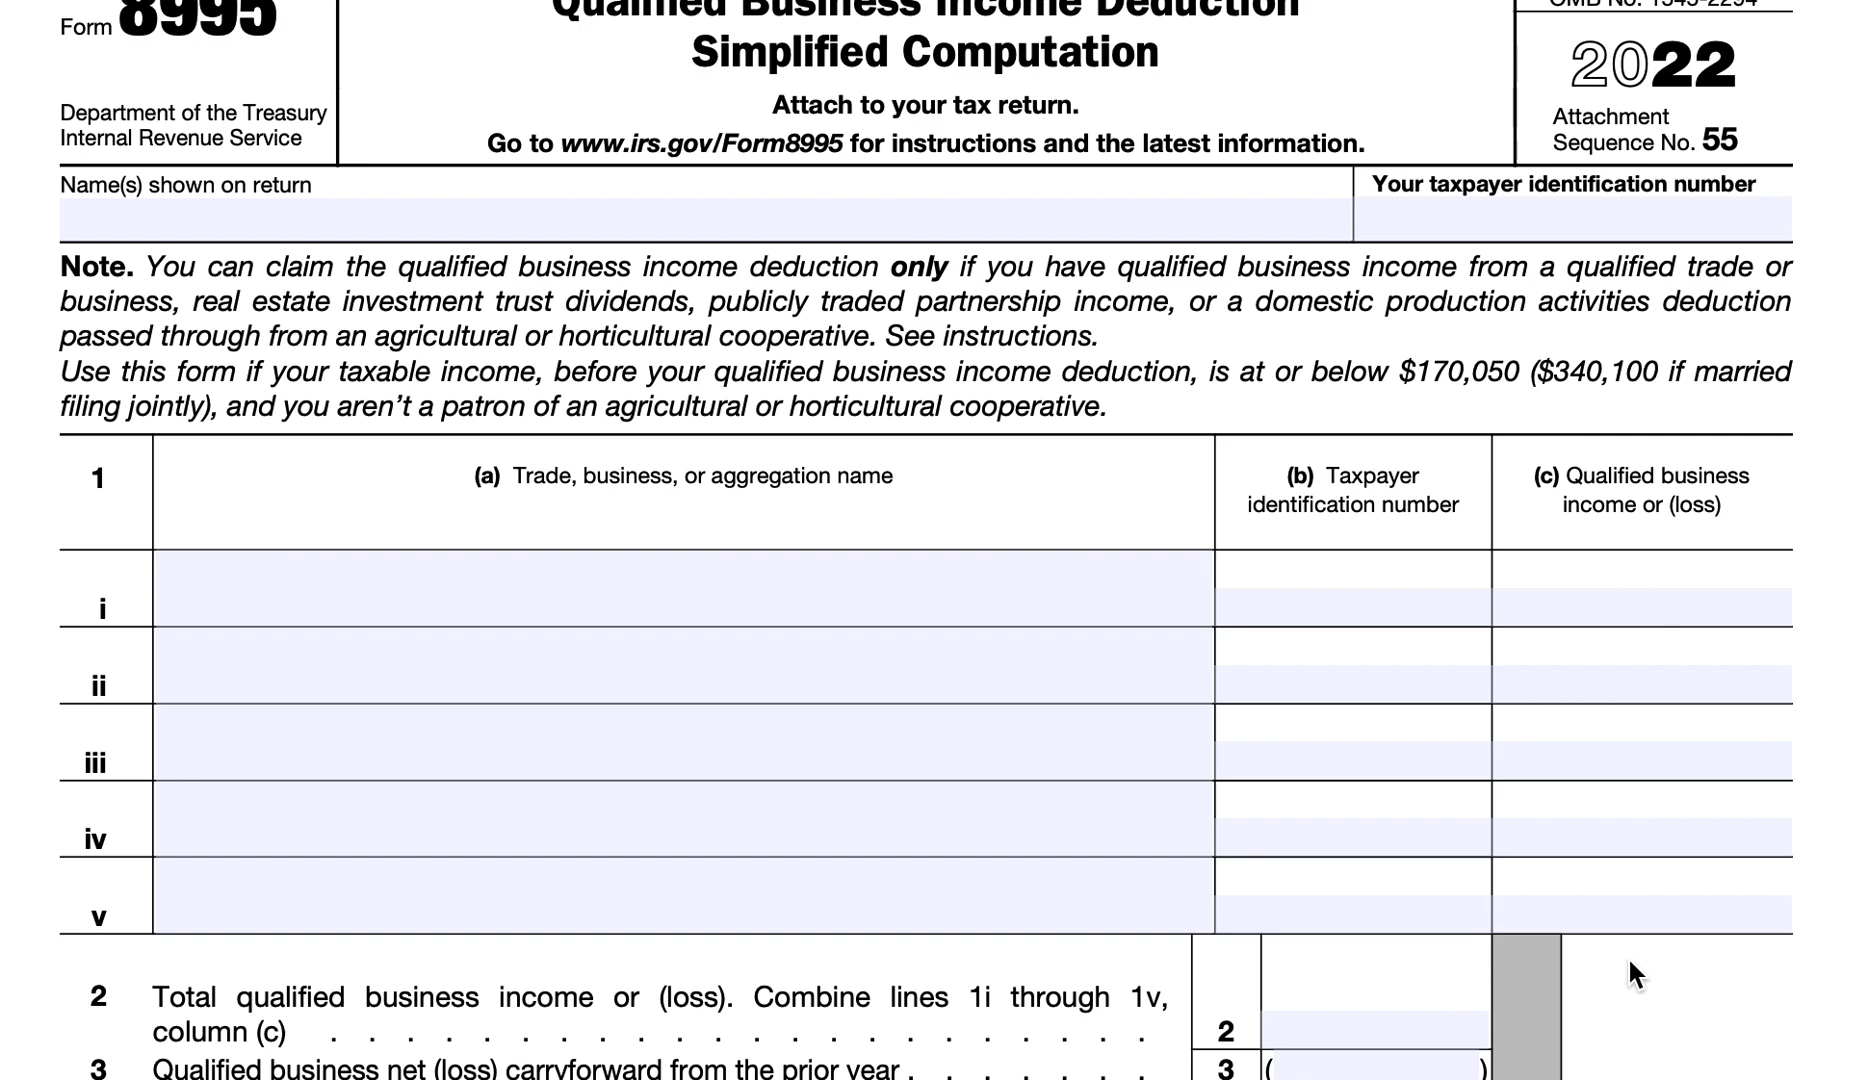 Form 8995
Qualified Business Income Deduction
Simplified Computation
Attach to your tax return.
Go to www.irs.gov/Form8995 for instructions and the latest information.
Department of the Treasury
Internal Revenue Service
OMB No. 1545-2294
2022
Attachment
Sequence No. 55
Name(s) shown on return
Your taxpayer identification number
Note. You can claim the qualified business income deduction only if you have qualified business income from a qualified trade or
business, real estate investment trust dividends, publicly traded partnership income, or a domestic production activities deduction
passed through from an agricultural or horticultural cooperative. See instructions.
Use this form if your taxable income, before your qualified business income deduction, is at or below $170,050 ($340,100 if married
filing jointly), and you aren’t a patron of an agricultural or horticultural cooperative.
1
(a) Trade, business, or aggregation name
(b) Taxpayer
identification number
(c) Qualified business
income or (loss)
i
ii
iii
iv
v
2 Total qualified business income or (loss). Combine lines 1i through 1v,
column (c) . . . . . . . . . . . . . . . . . . . . . . 2
3 Qualified business net (loss) carryforward from the prior year . . . . . . . 3 ( )